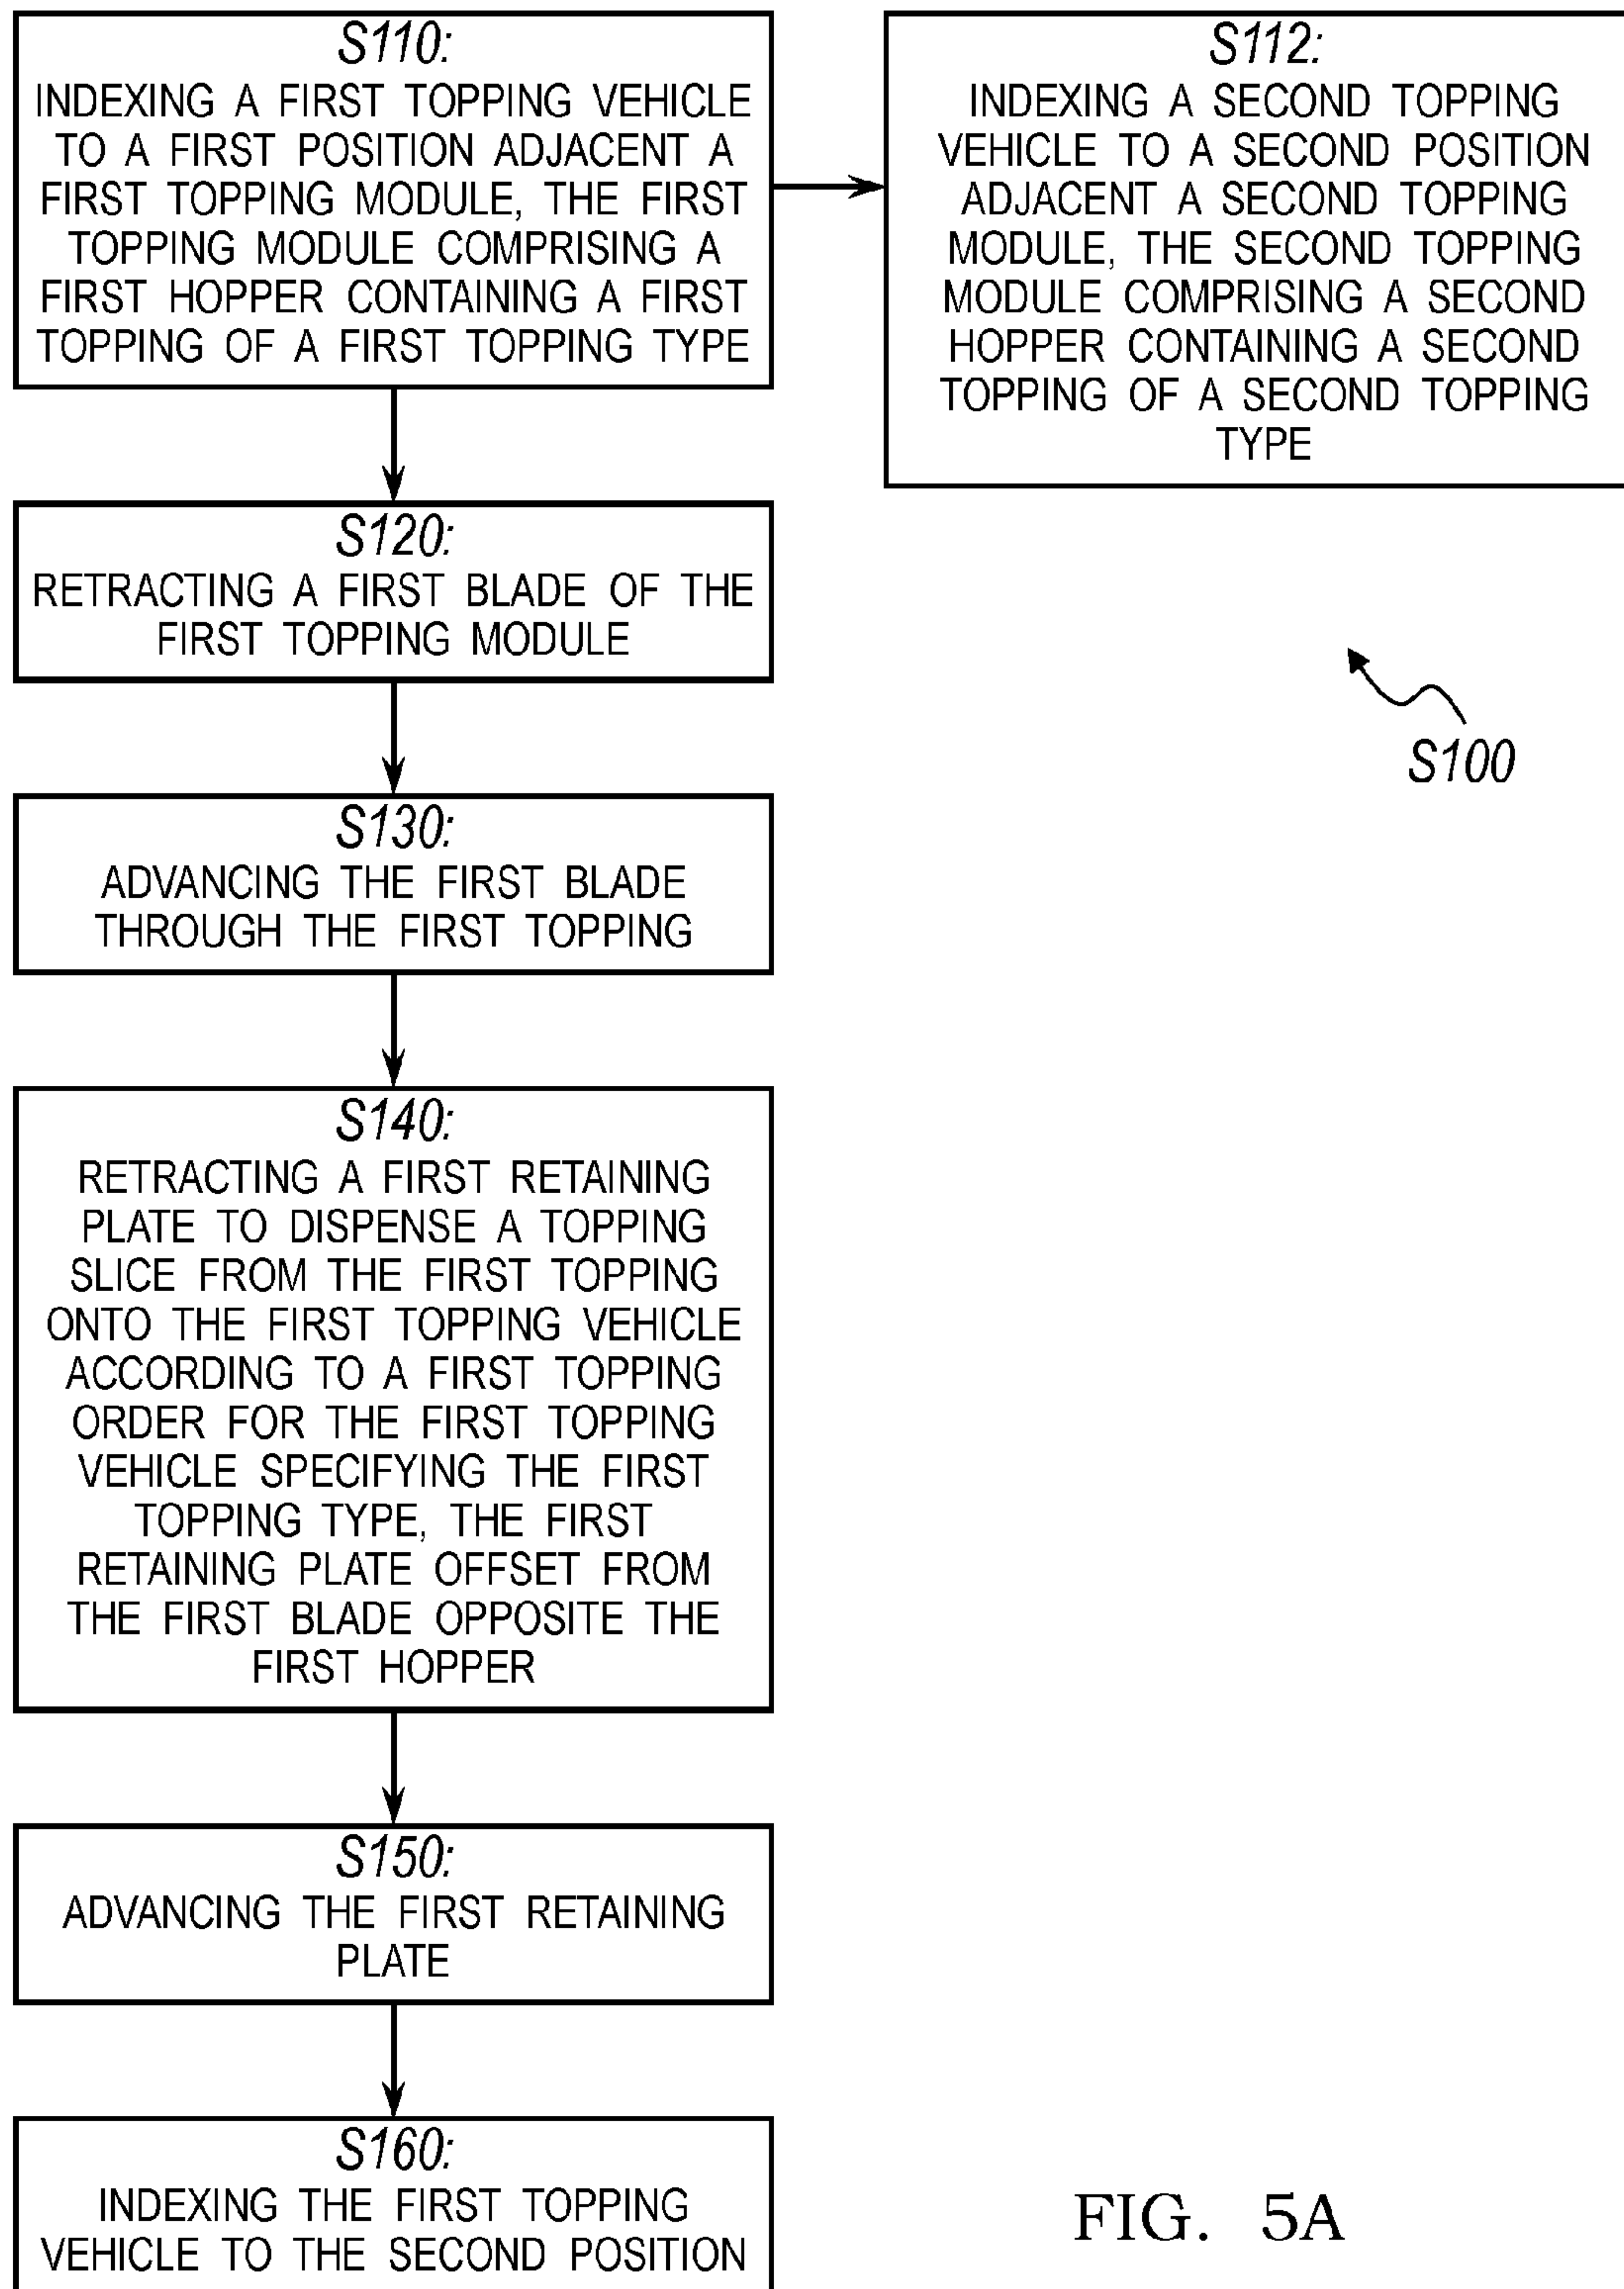 S110:
INDEXING A FIRST TOPPING VEHICLE
TO A FIRST POSITION ADJACENT A
FIRST TOPPING MODULE, THE FIRST
TOPPING MODULE COMPRISING A
FIRST HOPPER CONTAINING A FIRST
TOPPING OF A FIRST TOPPING TYPE
S112:
INDEXING A SECOND TOPPING
VEHICLE TO A SECOND POSITION
ADJACENT A SECOND TOPPING
MODULE, THE SECOND TOPPING
MODULE COMPRISING A SECOND
HOPPER CONTAINING A SECOND
TOPPING OF A SECOND TOPPING
TYPE
S120:
RETRACTING A FIRST BLADE OF THE
FIRST TOPPING MODULE
S100
S130:
ADVANCING THE FIRST BLADE
THROUGH THE FIRST TOPPING
S140:
RETRACTING A FIRST RETAINING
PLATE TO DISPENSE A TOPPING
SLICE FROM THE FIRST TOPPING
ONTO THE FIRST TOPPING VEHICLE
ACCORDING TO A FIRST TOPPING
ORDER FOR THE FIRST TOPPING
VEHICLE SPECIFYING THE FIRST
TOPPING TYPE, THE FIRST
RETAINING PLATE OFFSET FROM
THE FIRST BLADE OPPOSITE THE
FIRST HOPPER
S150:
ADVANCING THE FIRST RETAINING
PLATE
S160:
INDEXING THE FIRST TOPPING
VEHICLE TO THE SECOND POSITION
FIG. 5A